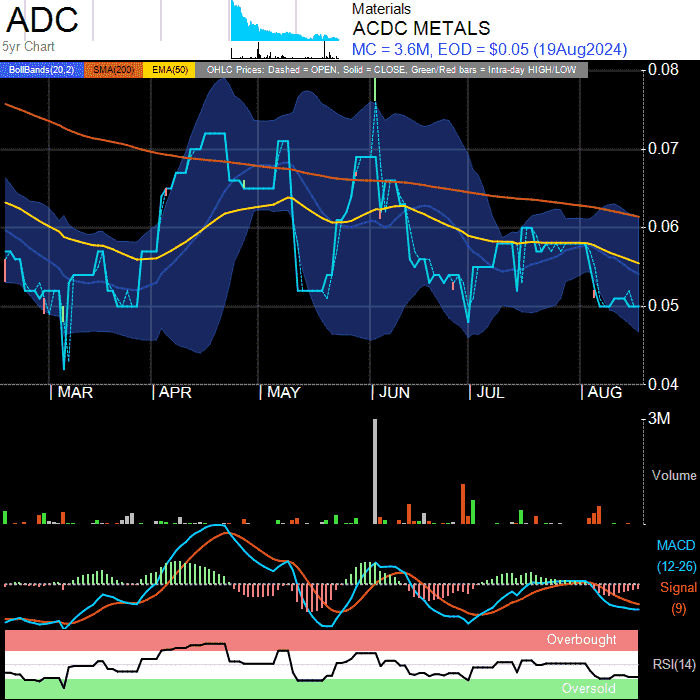 ADC
5yr Chart
Materials
ACDC METALS
MC = 3.6M, EOD = $0.05 (19Aug2024)
BollBands(20,2) SMA(200) EMA(50) OHLC Prices: Dashed = OPEN, Solid = CLOSE, Green/Red bars = Intra-day HIGH/LOW
0.08
0.07
0.06
0.05
0.04
MAR APR MAY JUN JUL AUG
3M
Volume
MACD
(12-26)
Signal
(9)
Overbought
RSI(14)
Oversold